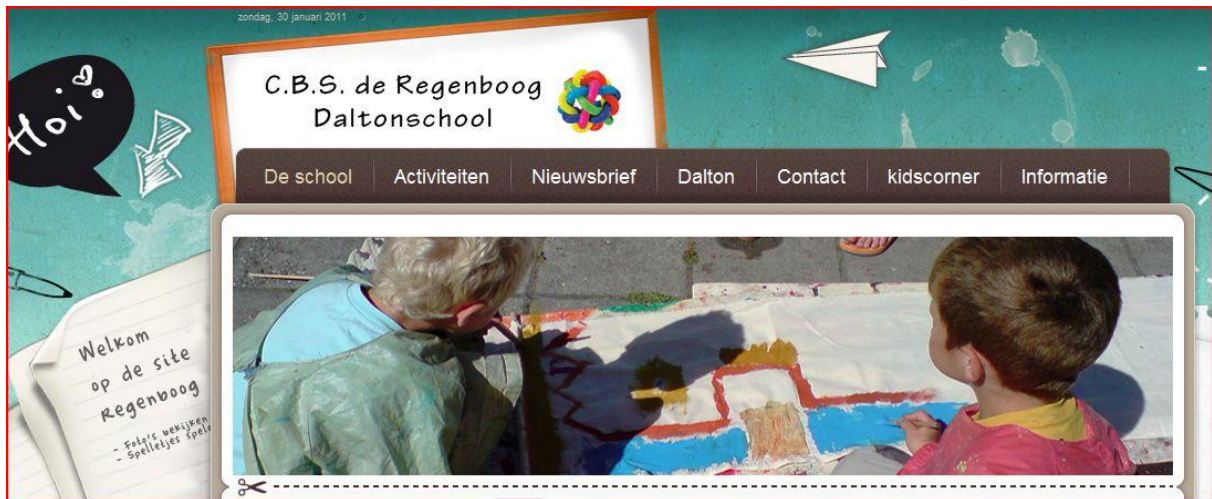 zondag, 30 januari 2011
Hoi!
C.B.S. de Regenboog
Daltonschool
De school Activiteiten Nieuwsbrief Dalton Contact kidscorner Informatie
Welkom
op de site
Regenboog
- Foto's bekijken
- Spelletjes spele